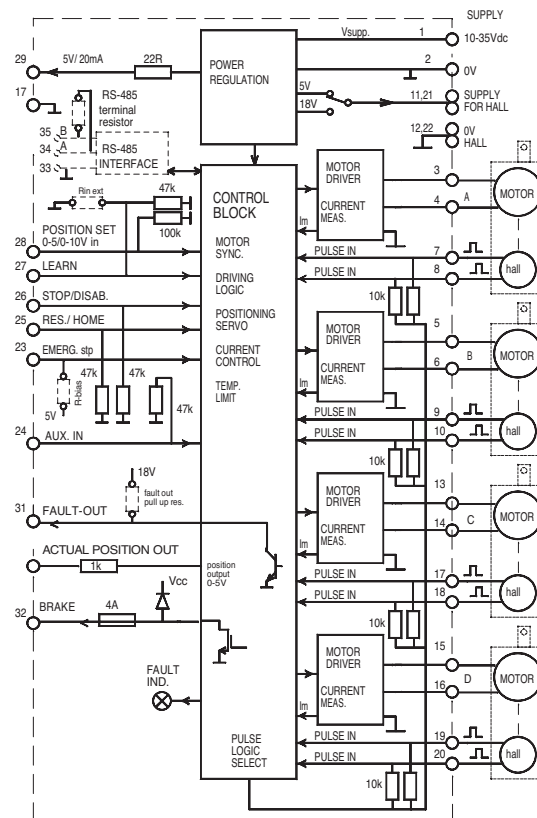 SUPPLY
Vsupp.
1
10-35Vdc
29
5V/ 20mA
22R
POWER
REGULATION
2
0V
17
5V
18V
11,21
SUPPLY
FOR HALL
RS-485
terminal
resistor
35
B
34
A
33
RS-485
INTERFACE
12,22
0V
HALL
Rin ext
47k
100k
CONTROL
BLOCK
MOTOR
SYNC.
DRIVING
LOGIC
POSITIONING
SERVO
CURRENT
CONTROL
TEMP.
LIMIT
MOTOR
DRIVER
CURRENT
MEAS.
Im
3
4
A
MOTOR
POSITION SET
0-5/0-10V in
28
27
LEARN
PULSE IN
PULSE IN
7
8
hall
10k
26
STOP/DISAB.
25
RES./ HOME
23
EMERG. stp
R-bias
5V
47k
47k
47k
24
AUX. IN
MOTOR
DRIVER
CURRENT
MEAS.
Im
5
6
B
MOTOR
PULSE IN
PULSE IN
9
10
hall
10k
18V
fault out
pull up res.
31
FAULT-OUT
MOTOR
DRIVER
CURRENT
MEAS.
Im
13
14
C
MOTOR
ACTUAL POSITION OUT
1k
position
output
0-5V
PULSE IN
PULSE IN
17
18
hall
10k
32
BRAKE
4A
Vcc
FAULT
IND.
MOTOR
DRIVER
CURRENT
MEAS.
Im
15
16
D
MOTOR
PULSE
LOGIC
SELECT
PULSE IN
PULSE IN
19
20
hall
10k